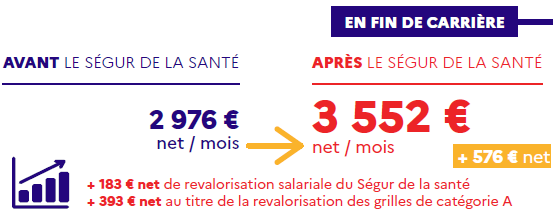 EN FIN DE CARRIÈRE
AVANT LE SÉGUR DE LA SANTÉ
2 976 €
net / mois
APRÈS LE SÉGUR DE LA SANTÉ
3 552 €
net / mois
+ 576 € net
+ 183 € net de revalorisation salariale du Ségur de la santé
+ 393 € net au titre de la revalorisation des grilles de catégorie A